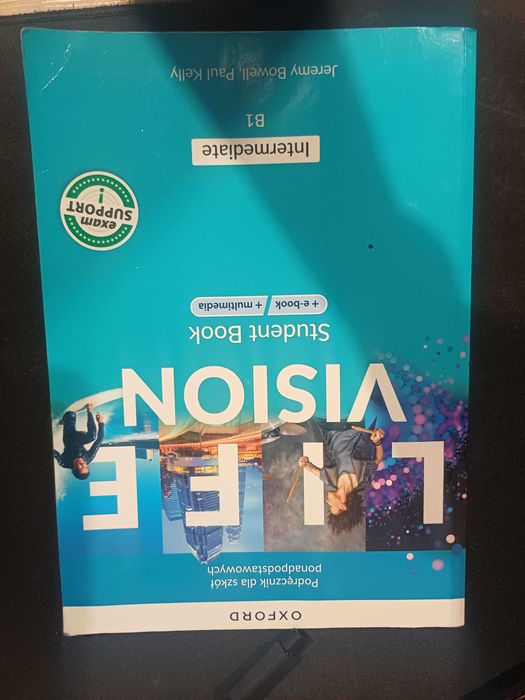 OXFORD
Podręcznik dla szkół
ponadpodstawowych
LIFE
VISION
Student Book
+ e-book / + multimedia
exam
SUPPORT
Intermediate
B1
Jeremy Bowell, Paul Kelly